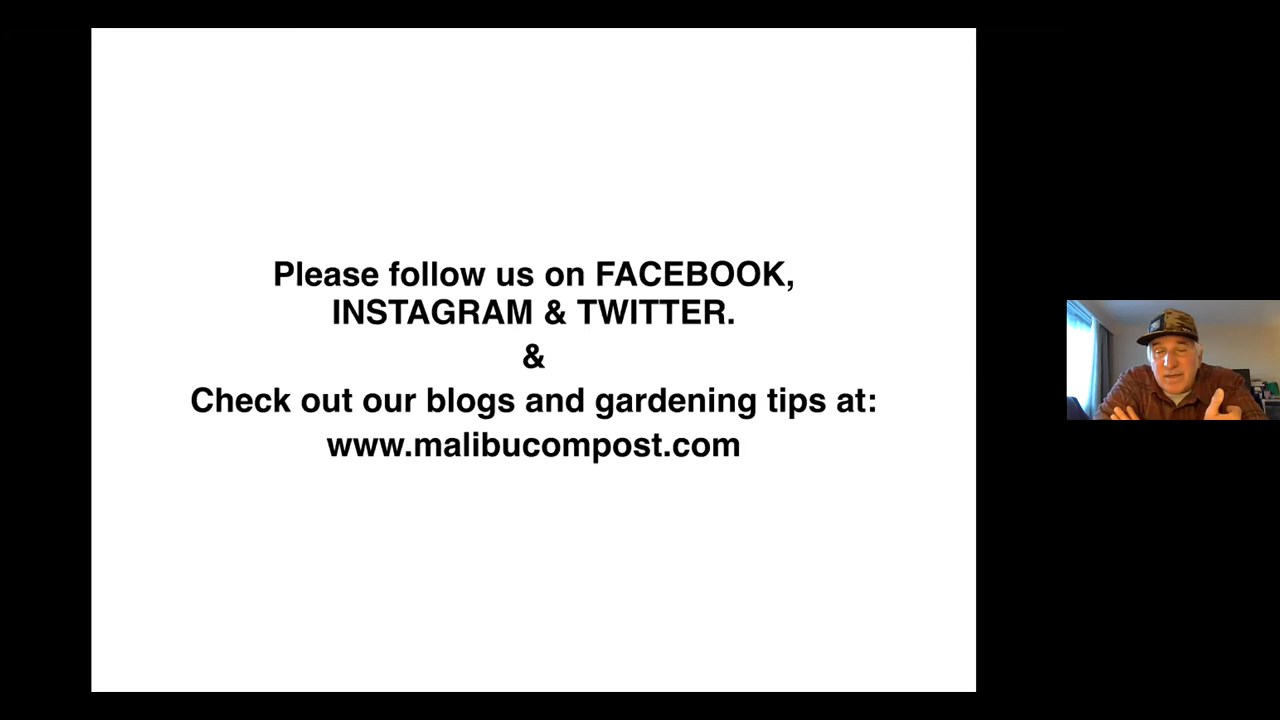 Please follow us on FACEBOOK,
INSTAGRAM & TWITTER.
&
Check out our blogs and gardening tips at:
www.malibucompost.com